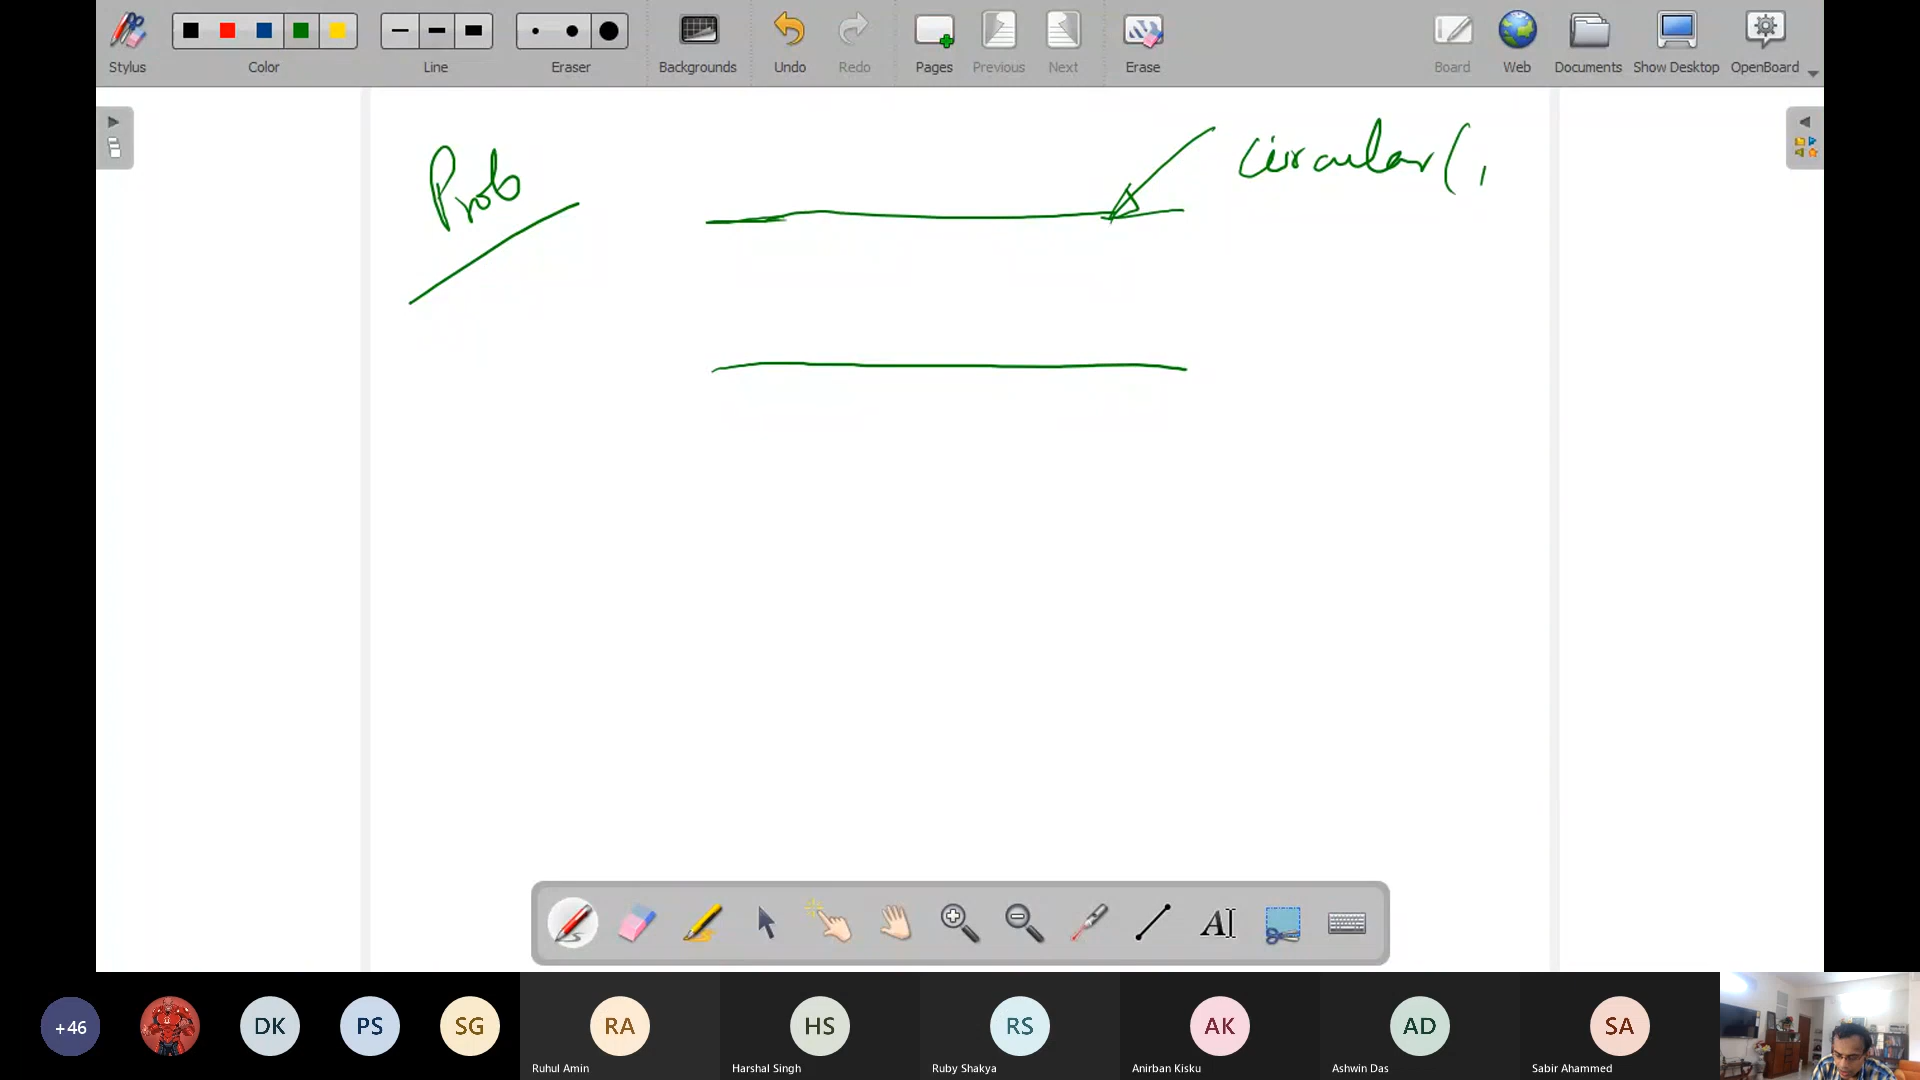 Stylus
Color
Line
Eraser
Backgrounds
Undo
Redo
Pages
Previous
Next
Erase
Board
Web
Documents
Show Desktop
OpenBoard
Prob
circular(,
AI
+46
DK
PS
SG
RA
HS
RS
AK
AD
SA
Ruhul Amin
Harshal Singh
Ruby Shakya
Anirban Kisku
Ashwin Das
Sabir Ahammed